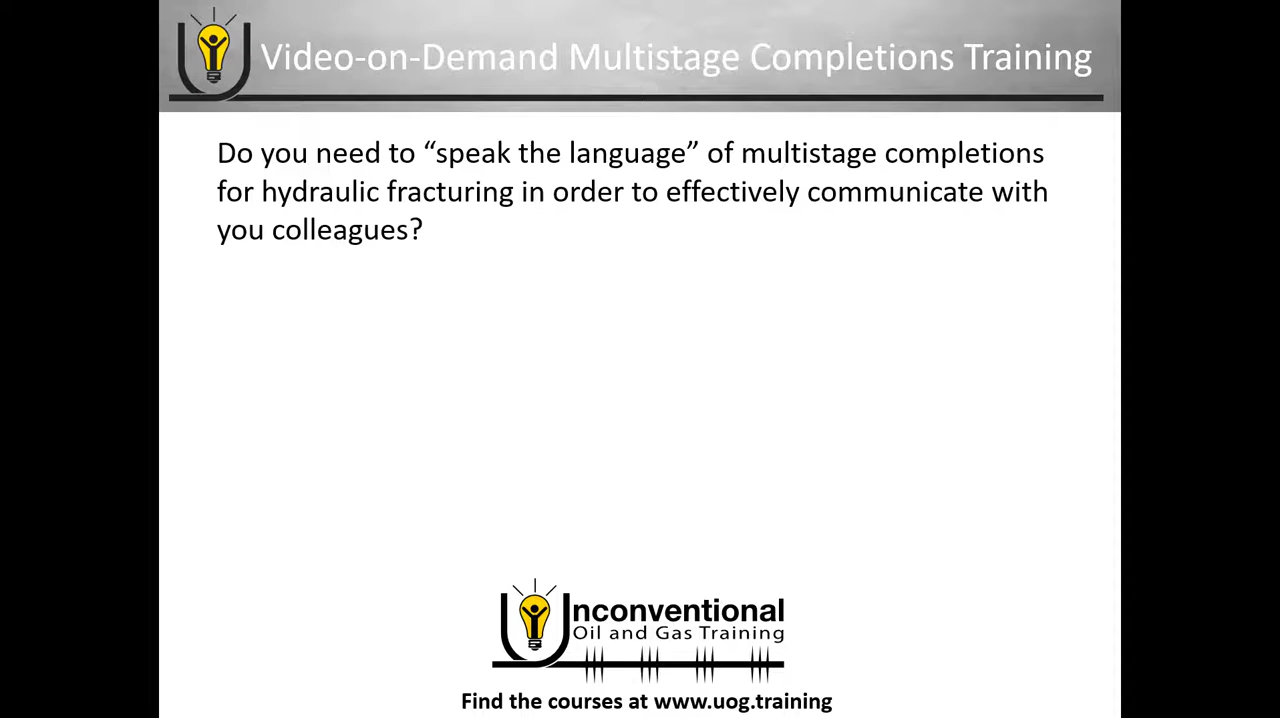 Video-on-Demand Multistage Completions Training
Do you need to “speak the language” of multistage completions
for hydraulic fracturing in order to effectively communicate with
you colleagues?
Unconventional
Oil and Gas Training
Find the courses at www.uog.training